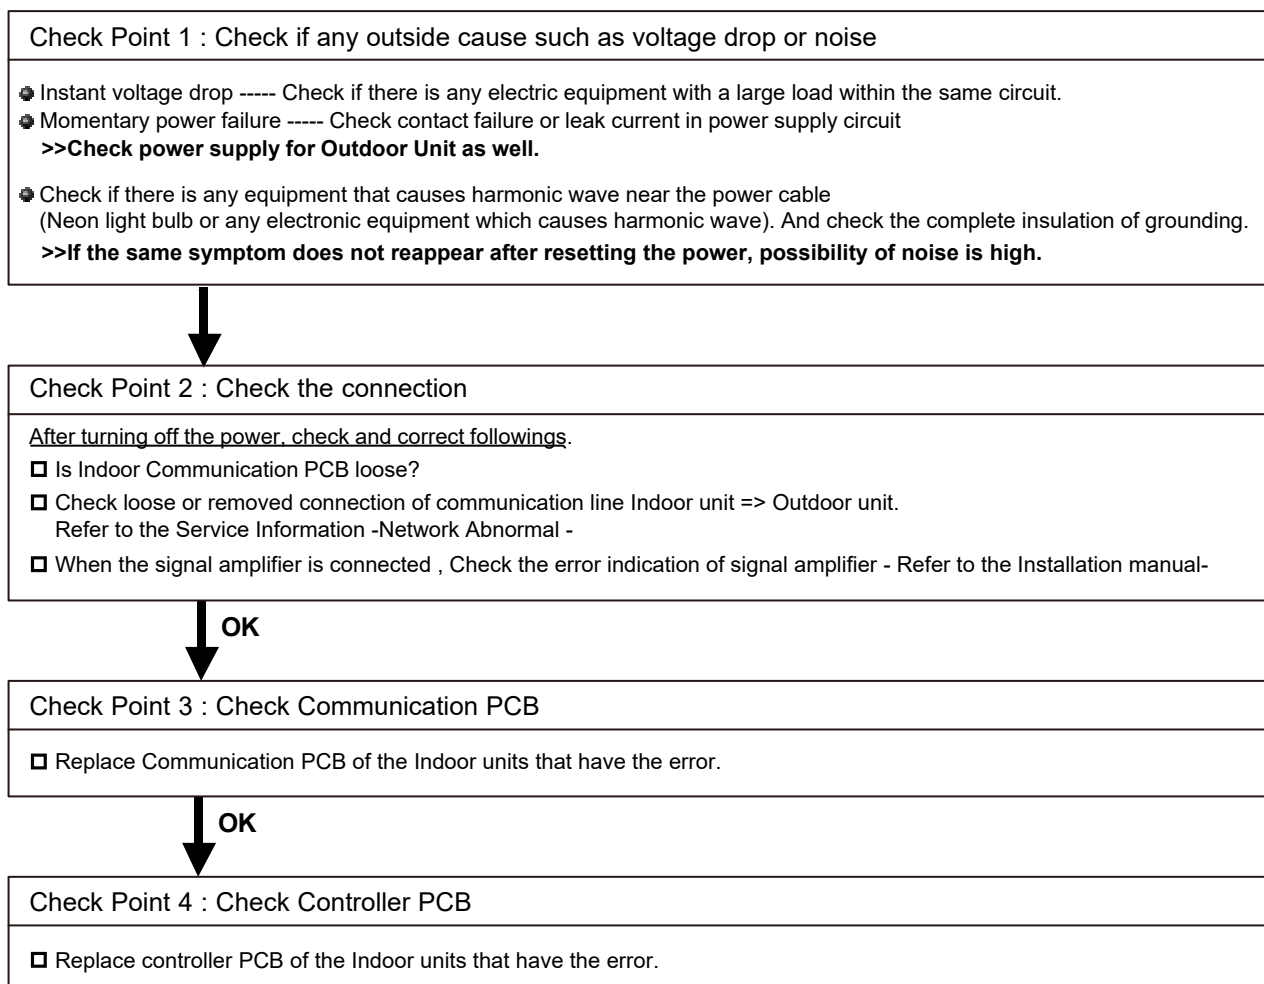 Check Point 1 : Check if any outside cause such as voltage drop or noise
Instant voltage drop ----- Check if there is any electric equipment with a large load within the same circuit.
Momentary power failure ----- Check contact failure or leak current in power supply circuit
>>Check power supply for Outdoor Unit as well.
Check if there is any equipment that causes harmonic wave near the power cable
(Neon light bulb or any electronic equipment which causes harmonic wave). And check the complete insulation of grounding.
>>If the same symptom does not reappear after resetting the power, possibility of noise is high.
Check Point 2 : Check the connection
After turning off the power, check and correct followings.
Is Indoor Communication PCB loose?
Check loose or removed connection of communication line Indoor unit => Outdoor unit.
Refer to the Service Information -Network Abnormal -
When the signal amplifier is connected , Check the error indication of signal amplifier - Refer to the Installation manual-
OK
Check Point 3 : Check Communication PCB
Replace Communication PCB of the Indoor units that have the error.
OK
Check Point 4 : Check Controller PCB
Replace controller PCB of the Indoor units that have the error.